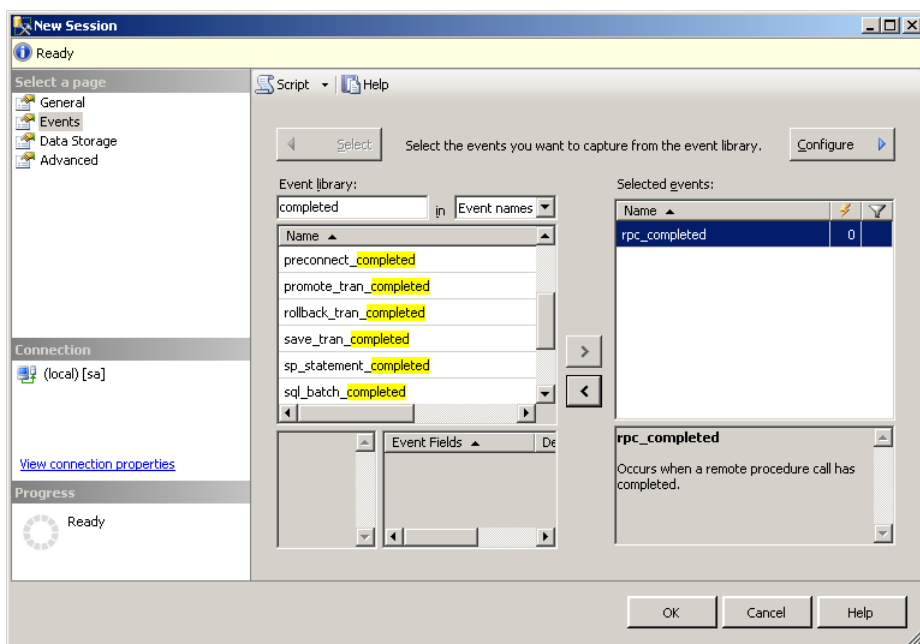 New Session
Ready
Select a page
General
Events
Data Storage
Advanced
Script
Help
Select
Select the events you want to capture from the event library.
Configure
Event library:
completed
in
Event names
Name
preconnect_completed
promote_tran_completed
rollback_tran_completed
save_tran_completed
sp_statement_completed
sql_batch_completed
Selected events:
Name
rpc_completed 0
>
<
Event Fields
De
rpc_completed
Occurs when a remote procedure call has
completed.
Connection
(local) [sa]
View connection properties
Progress
Ready
OK
Cancel
Help